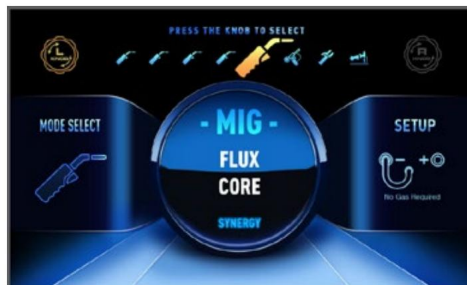 PRESS THE KNOB TO SELECT
L
R
MODE SELECT
- MIG -
FLUX
CORE
SYNERGY
SETUP
- +
No Gas Required